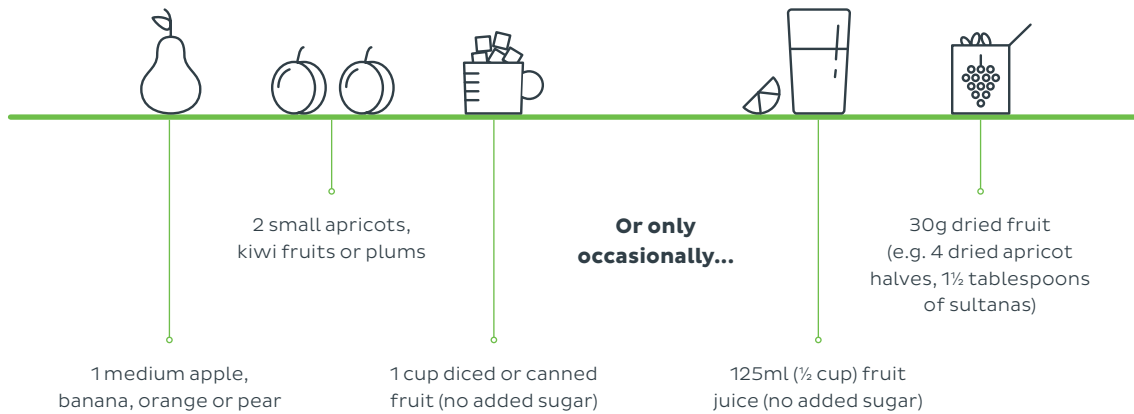 2 small apricots,
kiwi fruits or plums
Or only
occasionally...
30g dried fruit
(e.g. 4 dried apricot
halves, 1½ tablespoons
of sultanas)
1 medium apple,
banana, orange or pear
1 cup diced or canned
fruit (no added sugar)
125ml (½ cup) fruit
juice (no added sugar)